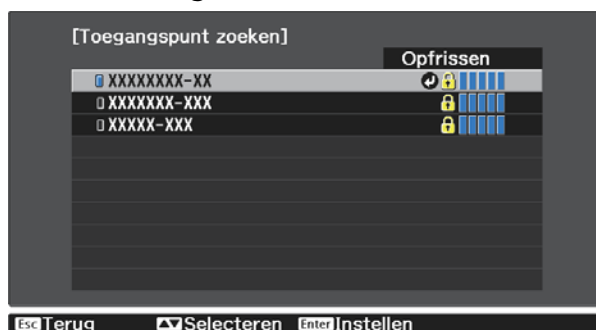 [Toegangspunt zoeken]
Opfrissen
XXXXXXXX-XX
XXXXXXX-XXX
XXXXX-XXX
Esc Terug Selecteren Enter Instellen